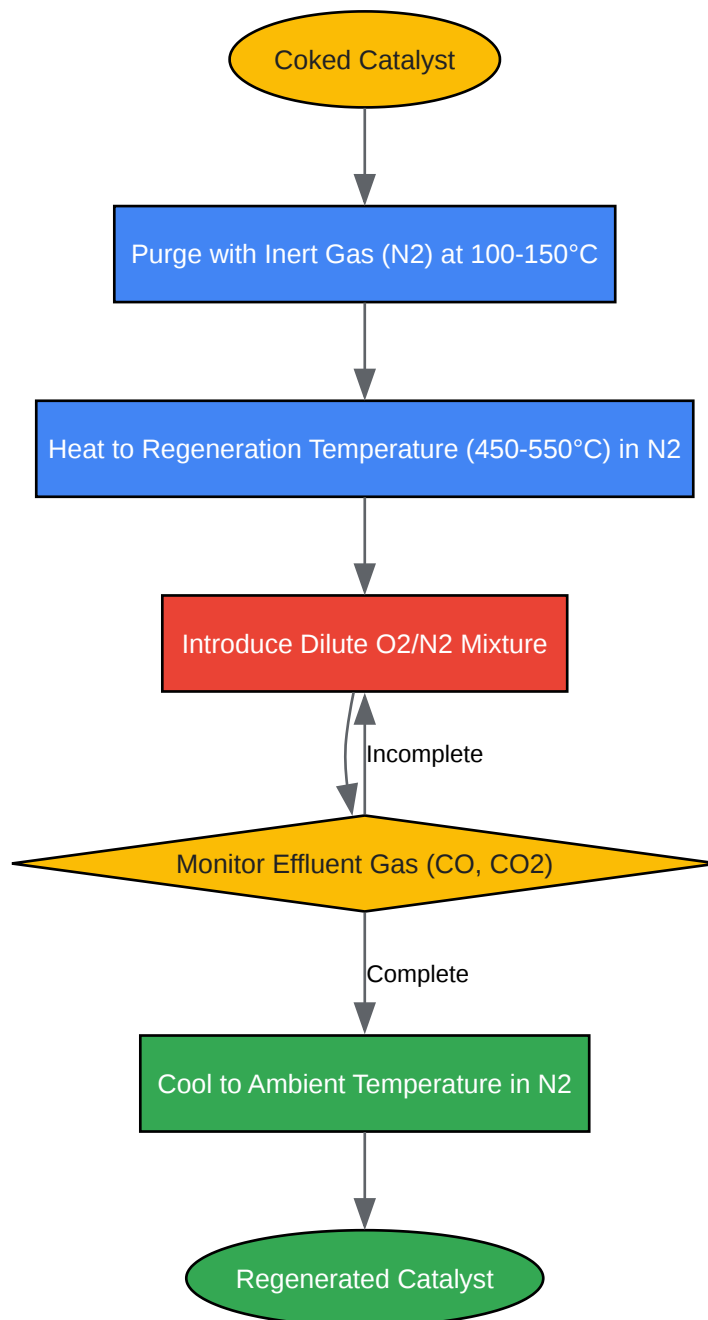 Coked Catalyst
Purge with Inert Gas (N2) at 100-150°C
Heat to Regeneration Temperature (450-550°C) in N2
Introduce Dilute O2/N2 Mixture
Incomplete
Monitor Effluent Gas (CO, CO2)
Complete
Cool to Ambient Temperature in N2
Regenerated Catalyst